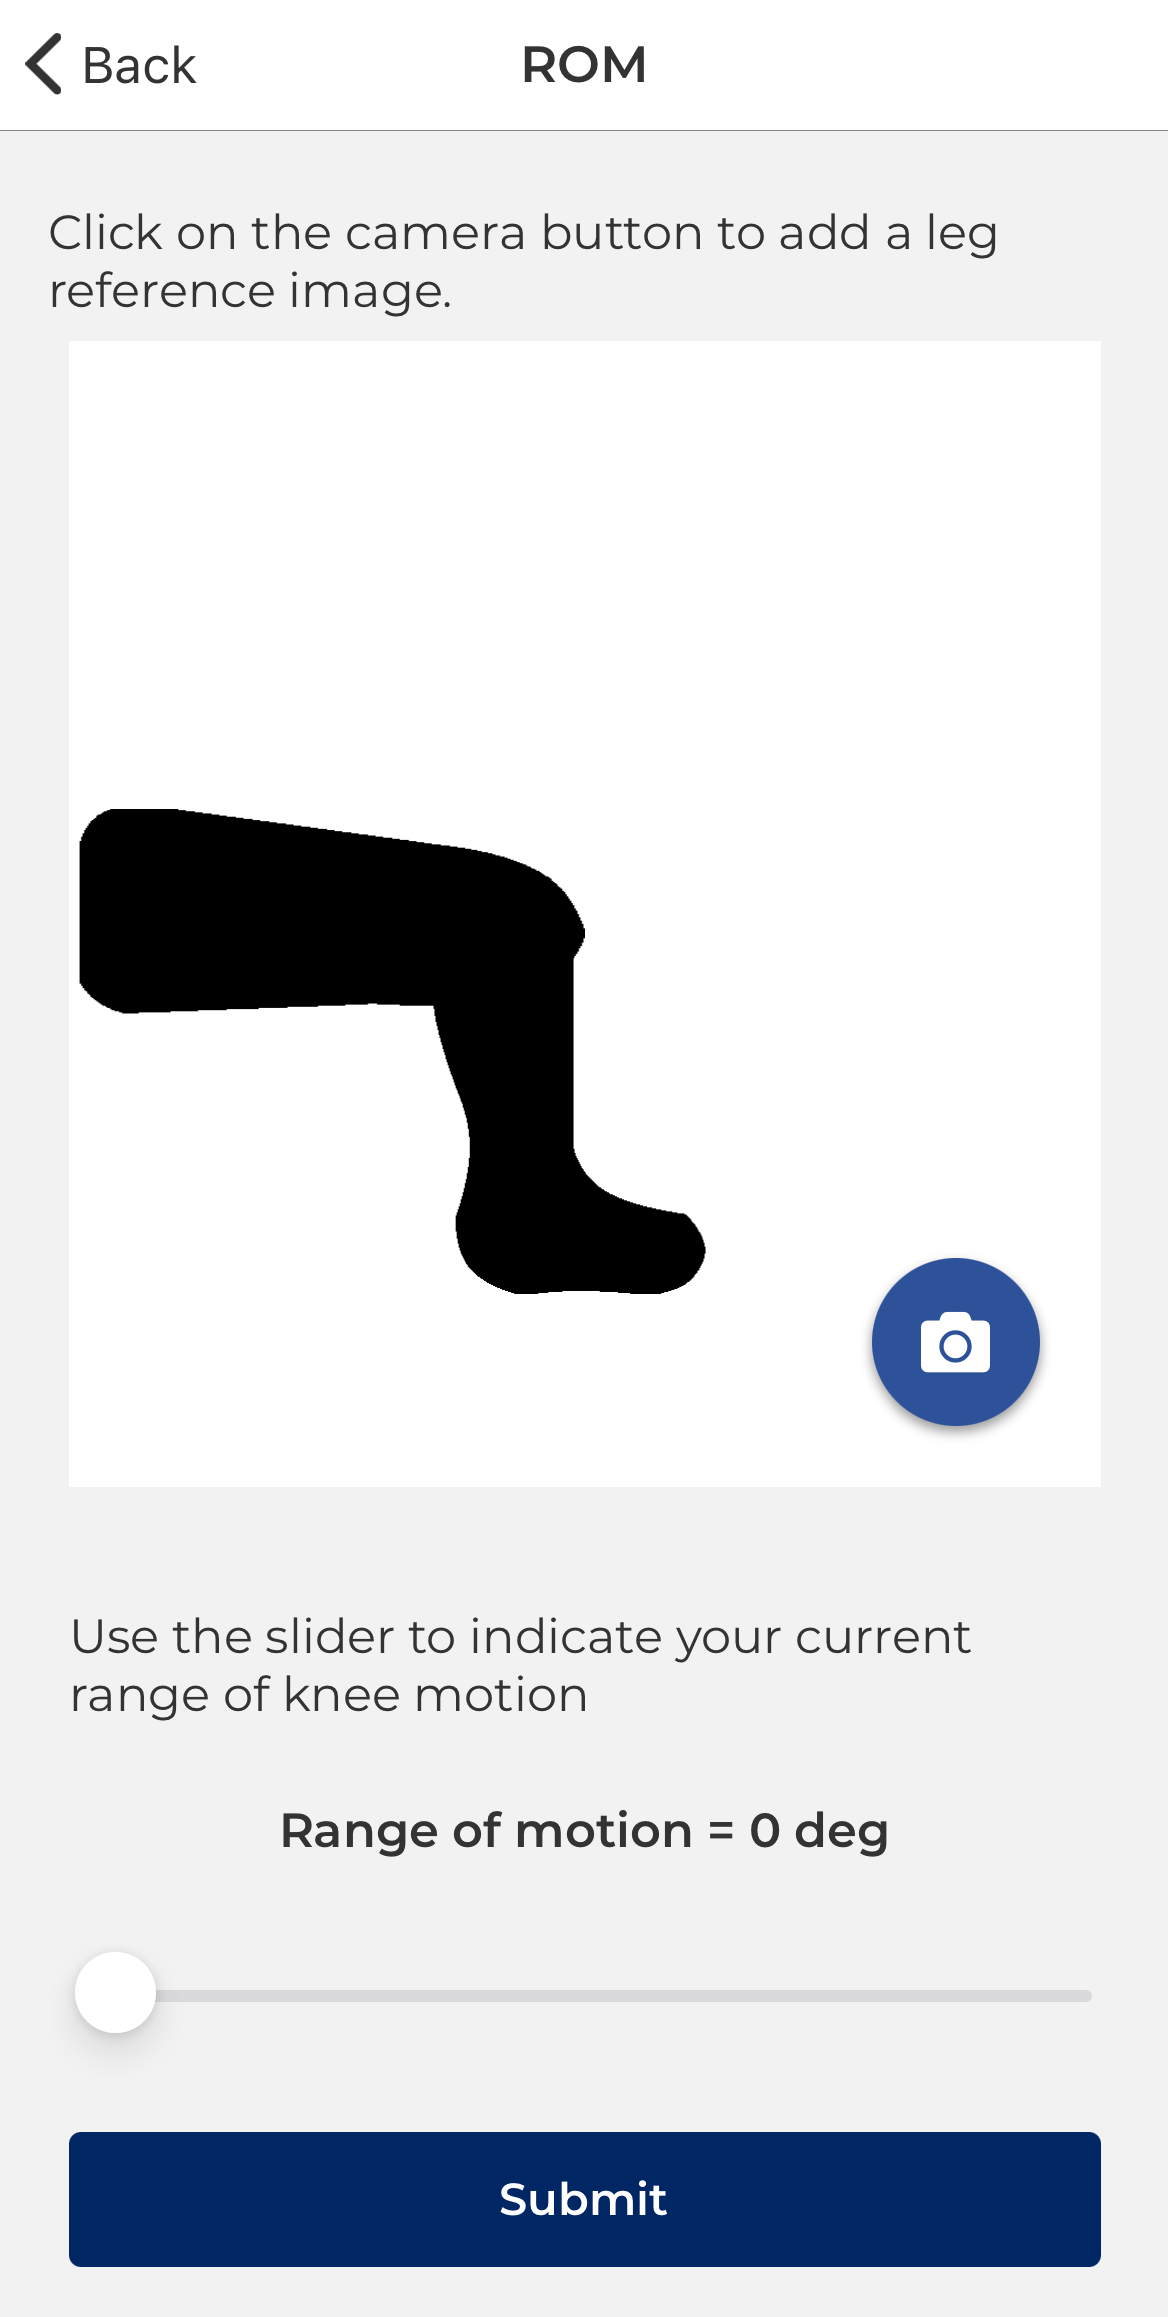 Back
ROM
Click on the camera button to add a leg
reference image.
Use the slider to indicate your current
range of knee motion
Range of motion = 0 deg
Submit